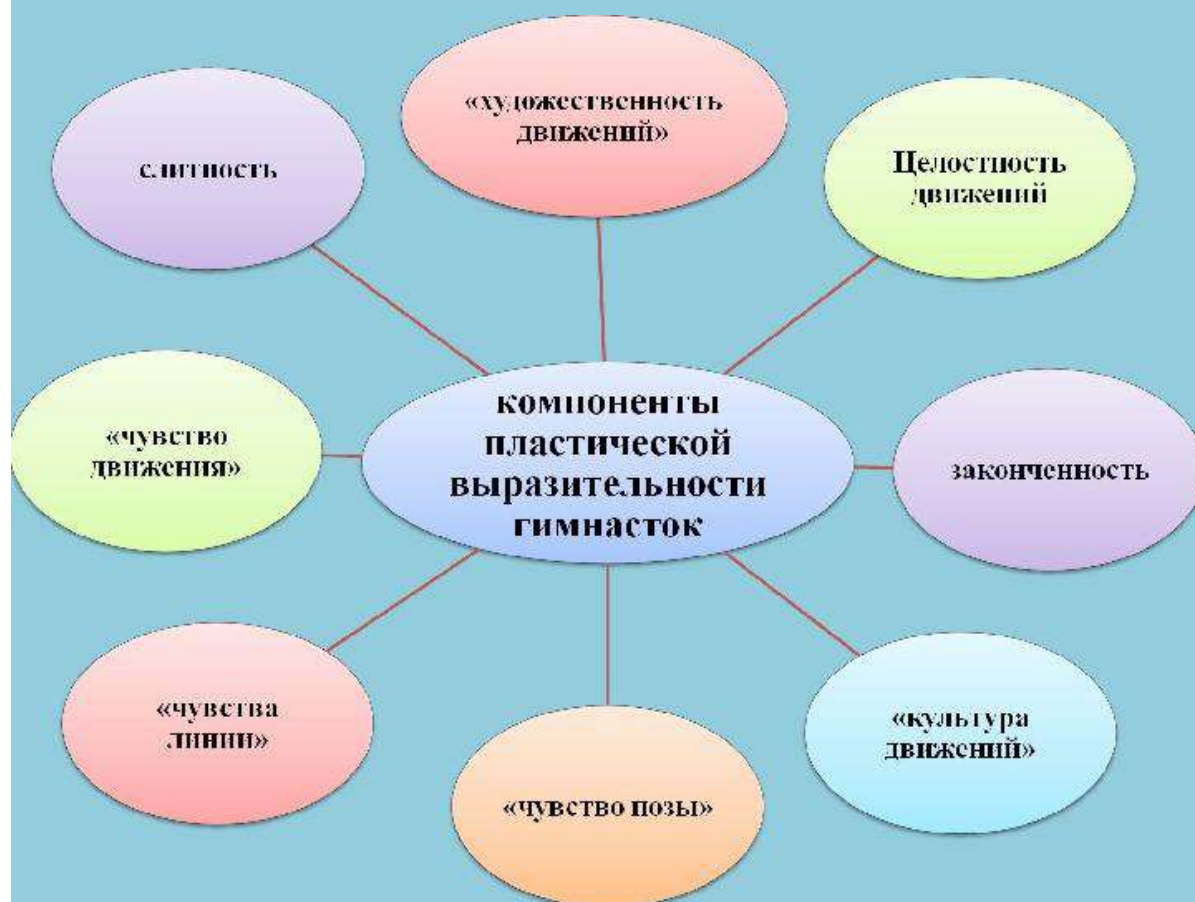 «художественность
движений»
Целостность
движений
законченность
«культура
движений»
«чувство позы»
«чувства
линии»
«чувство
движения»
слитность
компоненты
пластической
выразительности
гимнасток